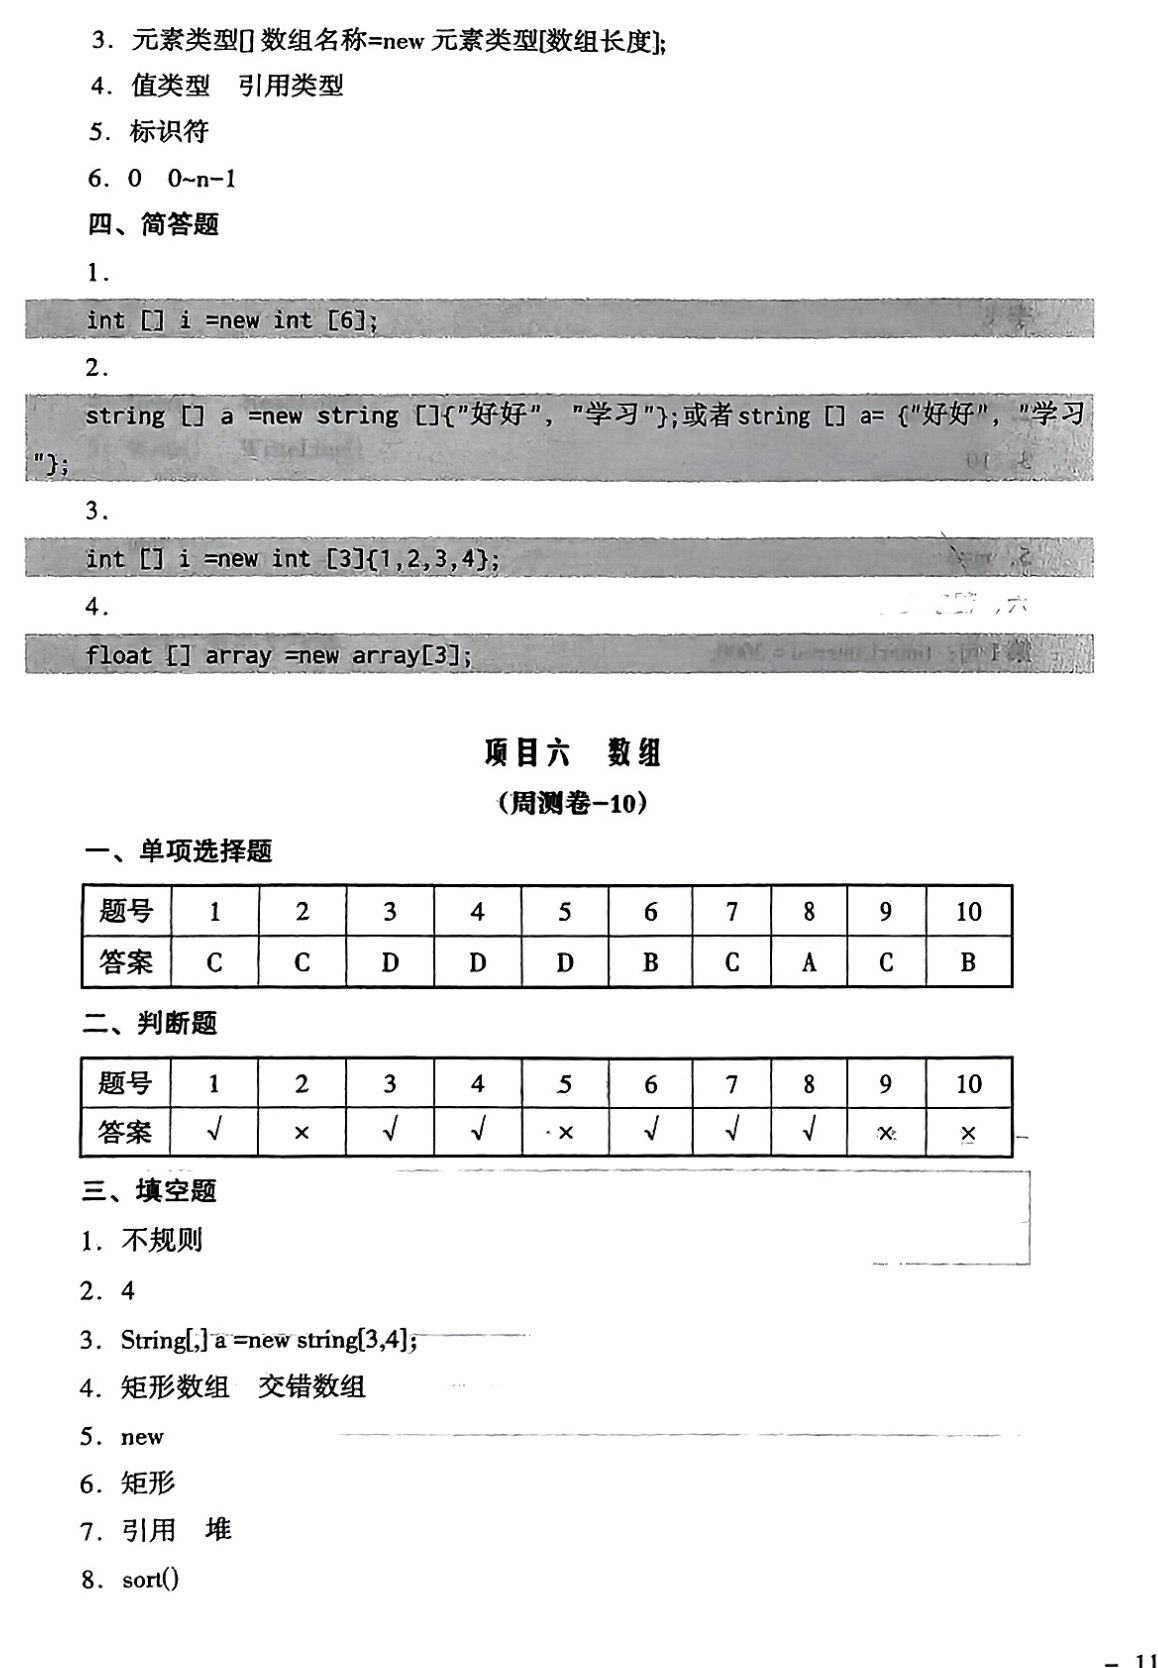 3. 元素类型[] 数组名称=new 元素类型[数组长度];
4. 值类型 引用类型
5. 标识符
6. 0 0~n-1
四、简答题
1.
int [] i =new int [6];
2.
string [] a =new string []{"好好", "学习"};或者string [] a= {"好好", "学习
"};
3.
int [] i =new int [3]{1,2,3,4};
4.
float [] array =new array[3];
项目六 数组
(周测卷-10)
一、单项选择题
题号 1 2 3 4 5 6 7 8 9 10
答案 C C D D D B C A C B
二、判断题
题号 1 2 3 4 5 6 7 8 9 10
答案 √ × √ √ × √ √ √ × ×
三、填空题
1. 不规则
2. 4
3. String[,] a =new string[3,4];
4. 矩形数组 交错数组
5. new
6. 矩形
7. 引用 堆
8. sort()
- 11